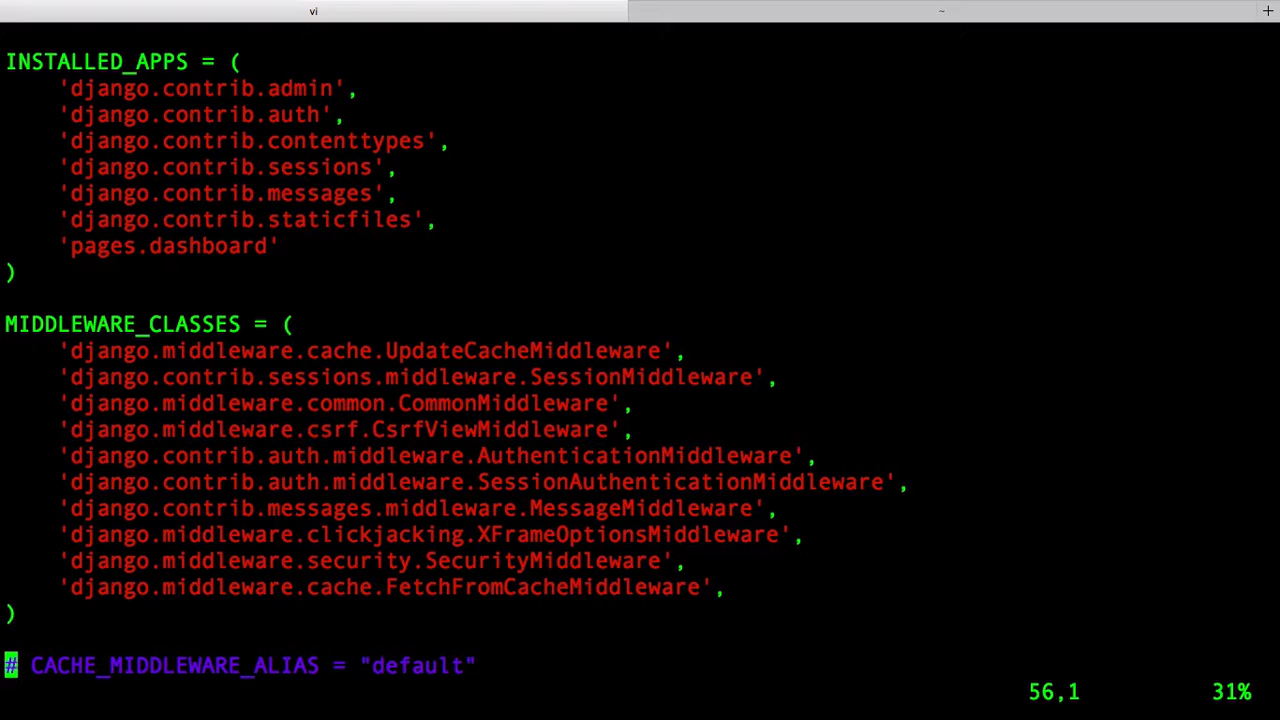 vi
~
+
INSTALLED_APPS = (
    'django.contrib.admin',
    'django.contrib.auth',
    'django.contrib.contenttypes',
    'django.contrib.sessions',
    'django.contrib.messages',
    'django.contrib.staticfiles',
    'pages.dashboard'
)
MIDDLEWARE_CLASSES = (
    'django.middleware.cache.UpdateCacheMiddleware',
    'django.contrib.sessions.middleware.SessionMiddleware',
    'django.middleware.common.CommonMiddleware',
    'django.middleware.csrf.CsrfViewMiddleware',
    'django.contrib.auth.middleware.AuthenticationMiddleware',
    'django.contrib.auth.middleware.SessionAuthenticationMiddleware',
    'django.contrib.messages.middleware.MessageMiddleware',
    'django.middleware.clickjacking.XFrameOptionsMiddleware',
    'django.middleware.security.SecurityMiddleware',
    'django.middleware.cache.FetchFromCacheMiddleware',
)
# CACHE_MIDDLEWARE_ALIAS = "default"
56,1 31%